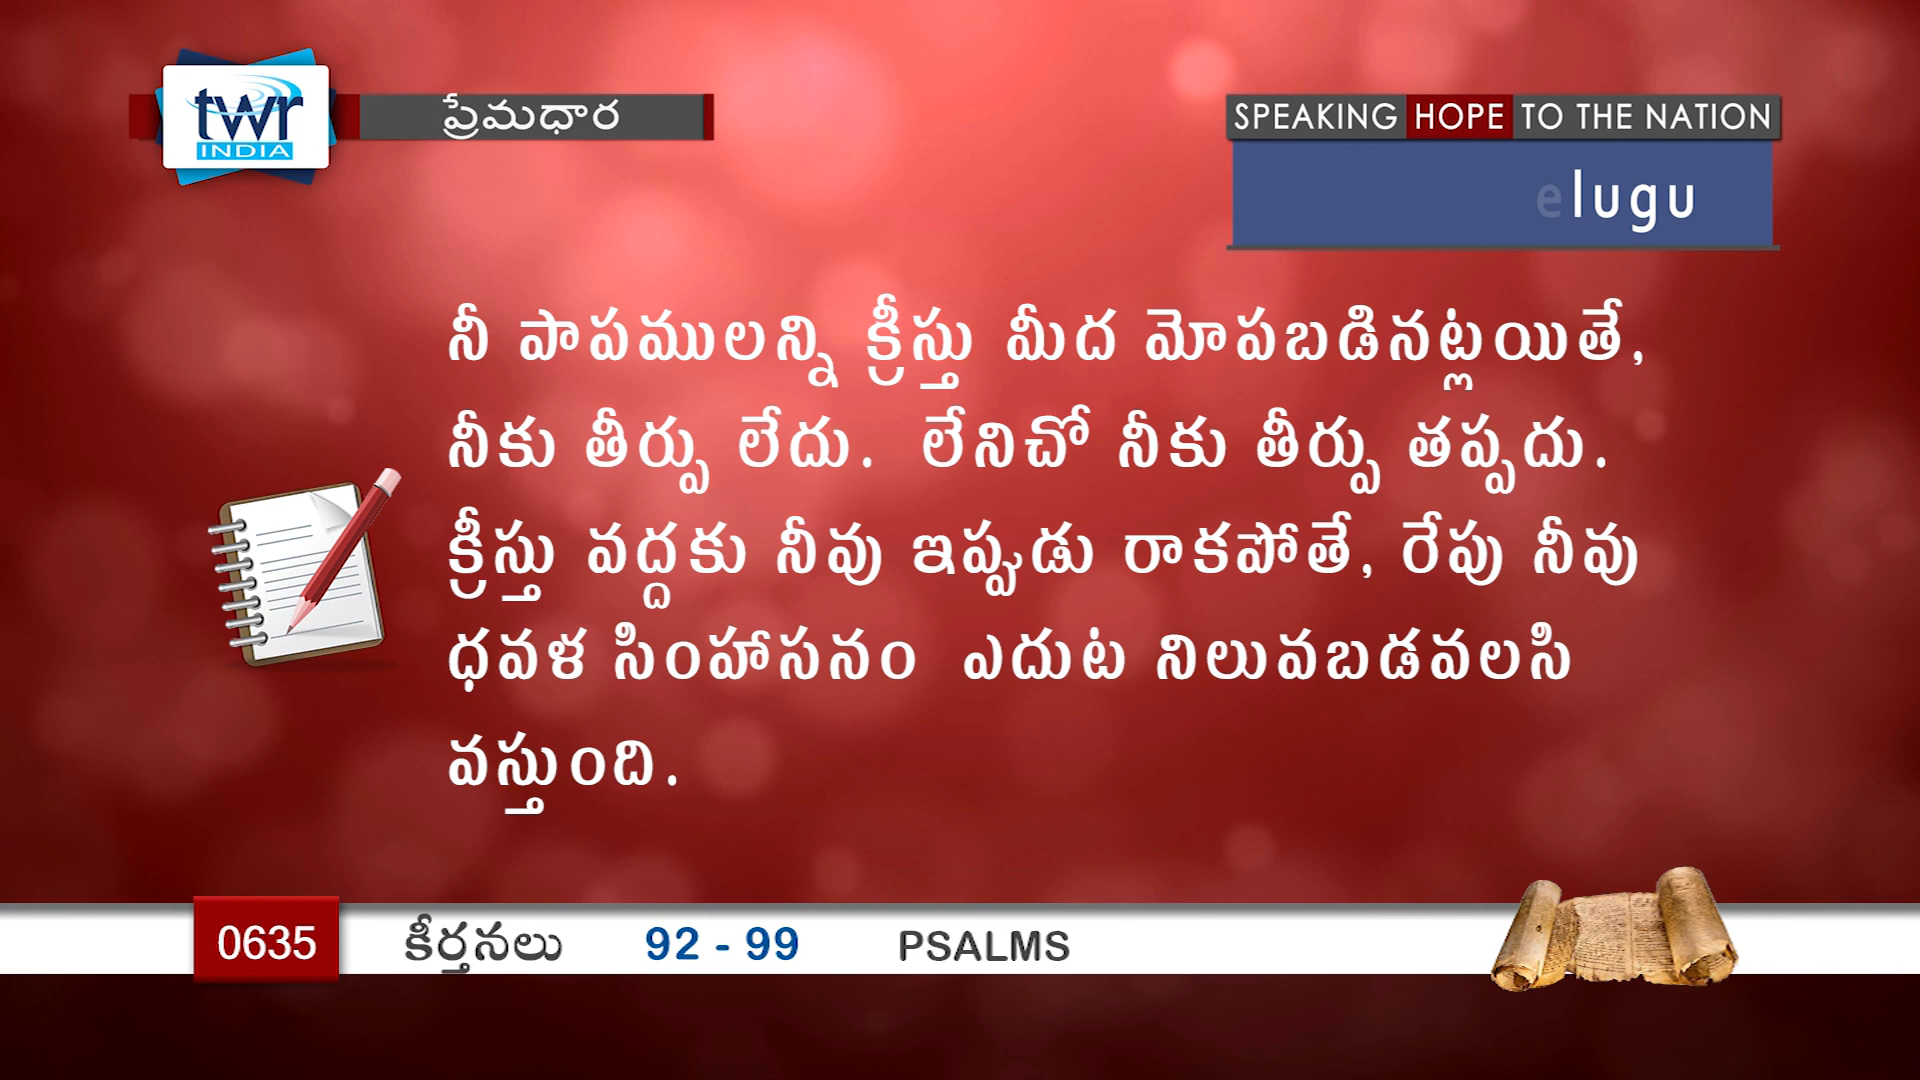 twr
INDIA
ప్రేమధార
SPEAKING HOPE TO THE NATION
elugu
నీ పాపములన్ని క్రీస్తు మీద మోపబడినట్లయితే,
నీకు తీర్పు లేదు. లేనిచో నీకు తీర్పు తప్పదు.
క్రీస్తు వద్దకు నీవు ఇప్పుడు రాకపోతే, రేపు నీవు
ధవళ సింహాసనం ఎదుట నిలువబడవలసి
వస్తుంది.
0635 కీర్తనలు 92 - 99 PSALMS